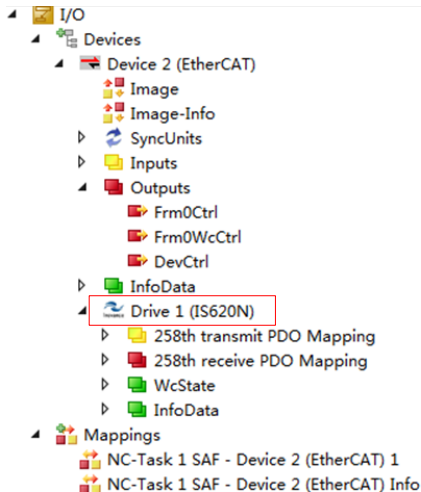 I/O
Devices
Device 2 (EtherCAT)
Image
Image-Info
SyncUnits
Inputs
Outputs
Frm0Ctrl
Frm0WcCtrl
DevCtrl
InfoData
Drive 1 (IS620N)
258th transmit PDO Mapping
258th receive PDO Mapping
WcState
InfoData
Mappings
NC-Task 1 SAF - Device 2 (EtherCAT) 1
NC-Task 1 SAF - Device 2 (EtherCAT) Info